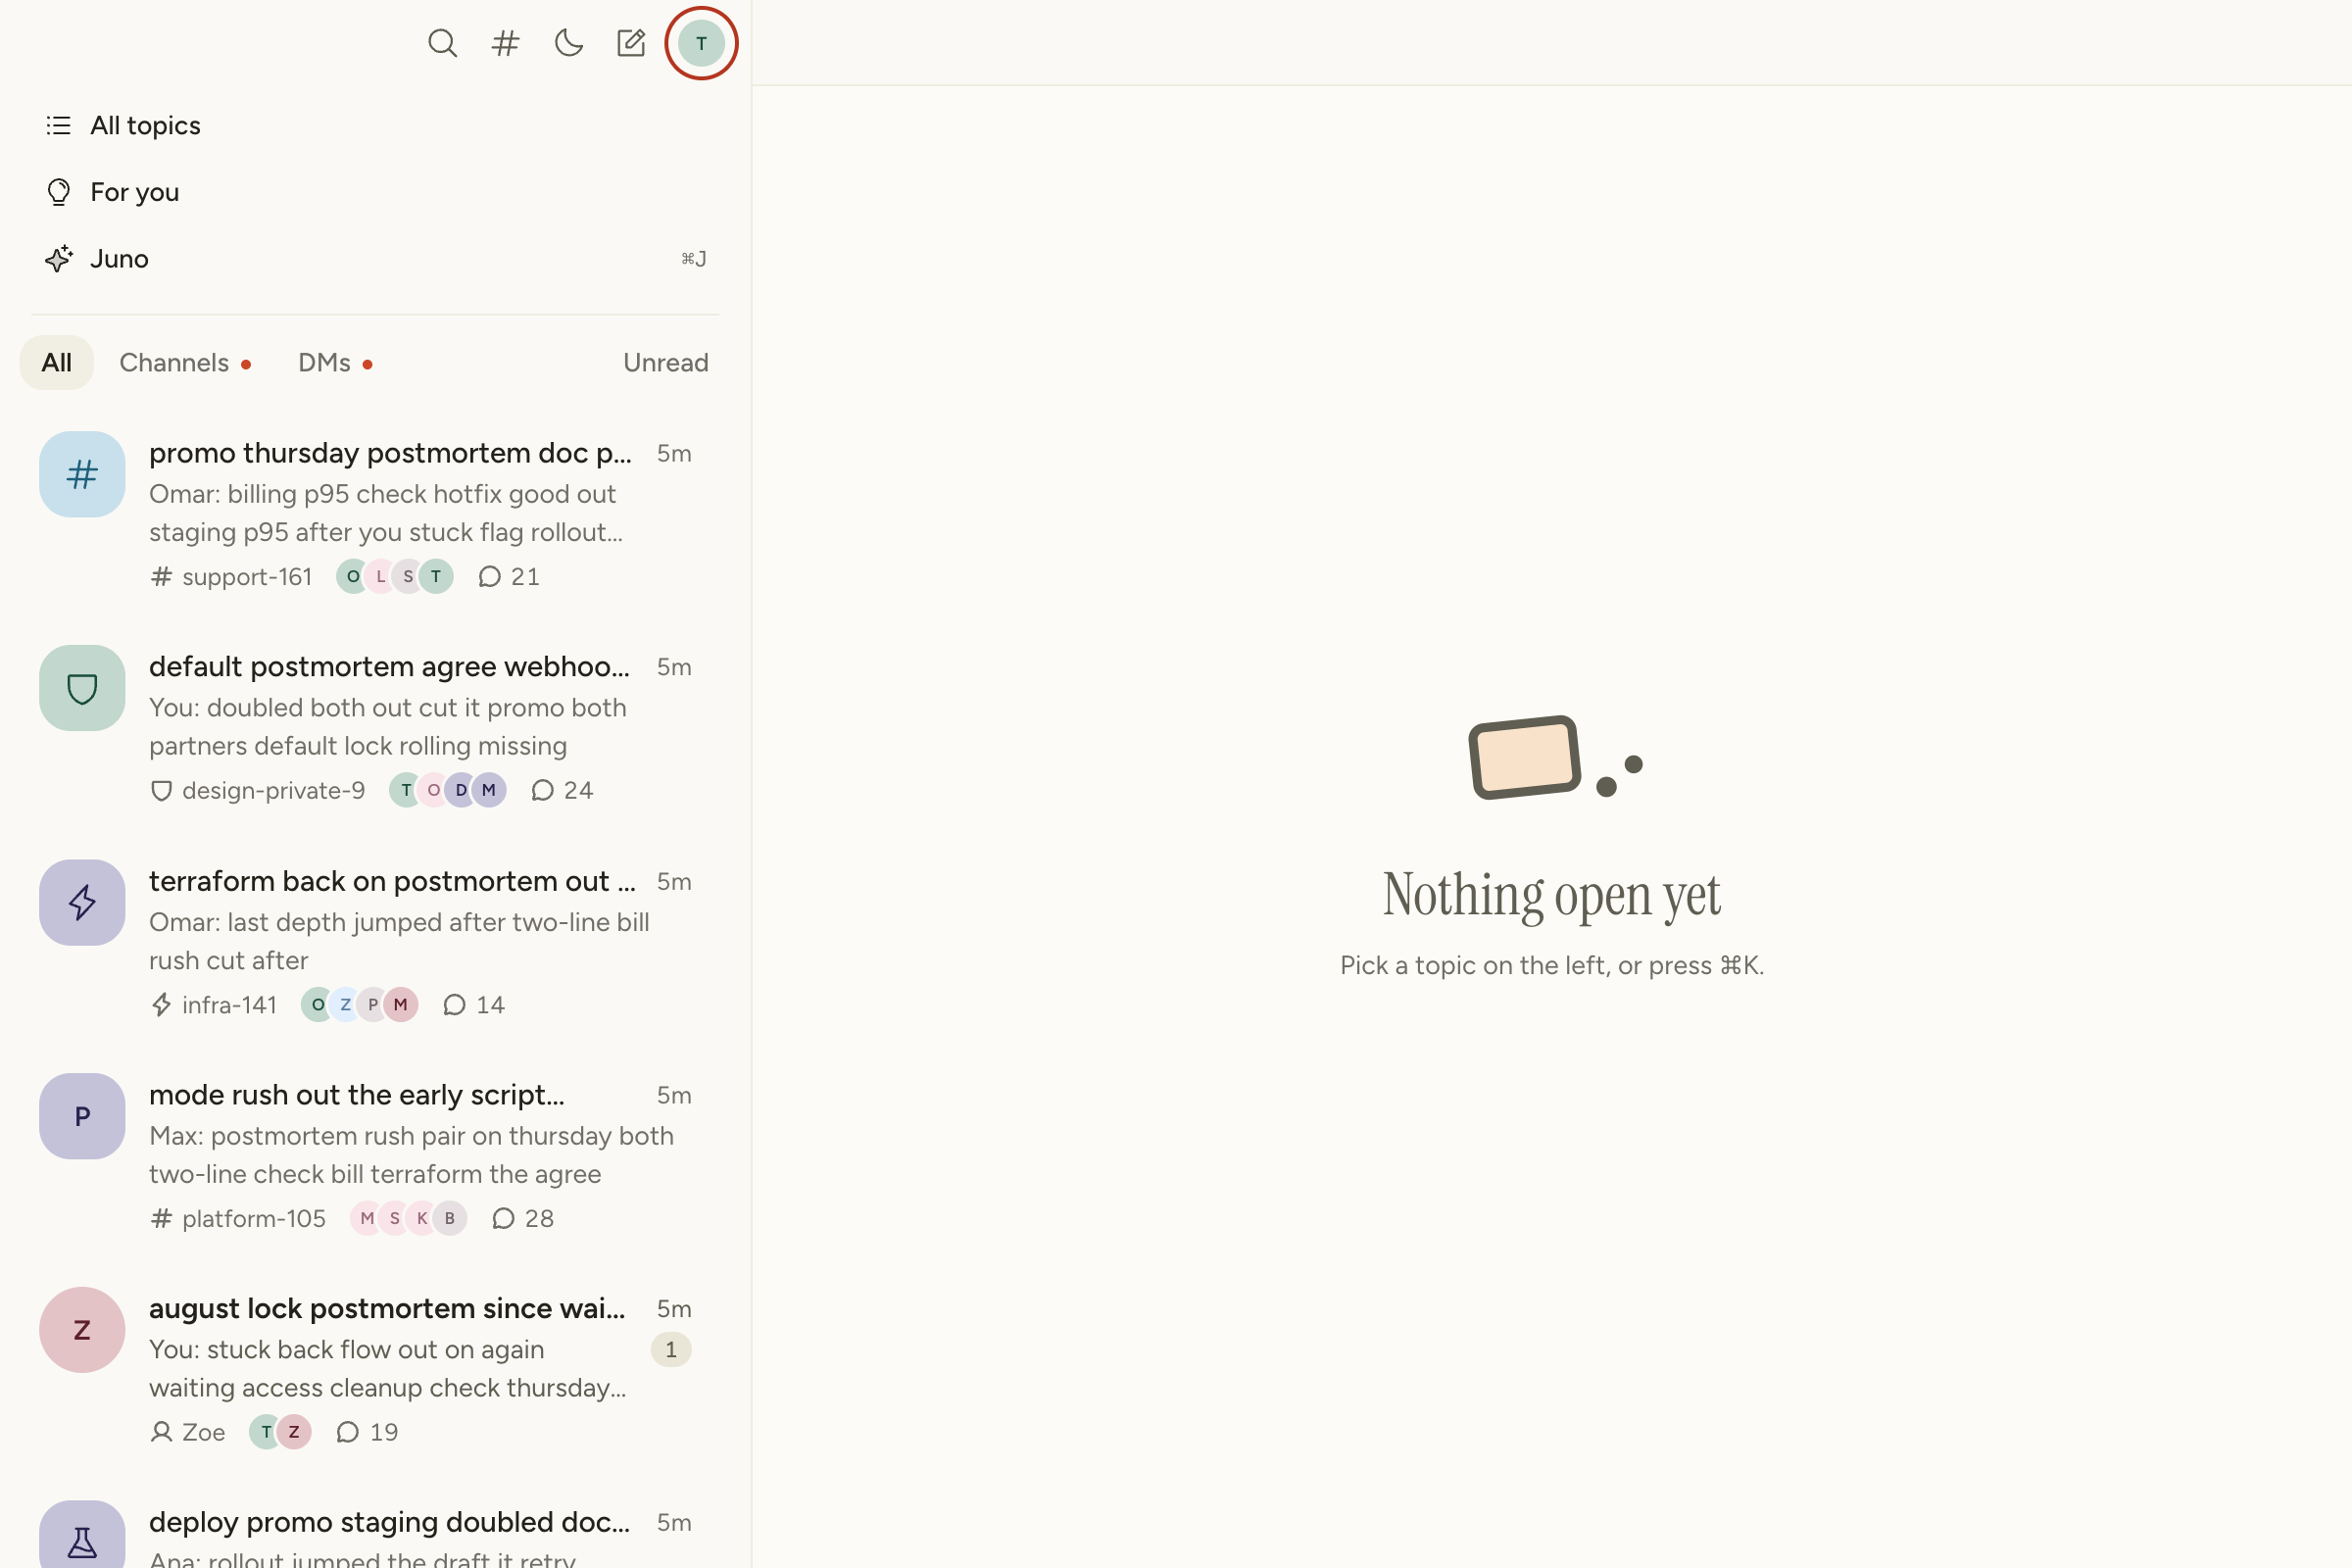 T
All topics
For you
Juno ⌘J
All Channels DMs Unread
promo thursday postmortem doc p... 5m
Omar: billing p95 check hotfix good out
staging p95 after you stuck flag rollout...
support-161 O L S T 21
default postmortem agree webhoo... 5m
You: doubled both out cut it promo both
partners default lock rolling missing
design-private-9 T O D M 24
terraform back on postmortem out ... 5m
Omar: last depth jumped after two-line bill
rush cut after
infra-141 O Z P M 14
P
mode rush out the early script... 5m
Max: postmortem rush pair on thursday both
two-line check bill terraform the agree
platform-105 M S K B 28
Z
august lock postmortem since wai... 5m
You: stuck back flow out on again 1
waiting access cleanup check thursday...
Zoe T Z 19
deploy promo staging doubled doc... 5m
Ana: rollout jumped the draft it retry
Nothing open yet
Pick a topic on the left, or press ⌘K.